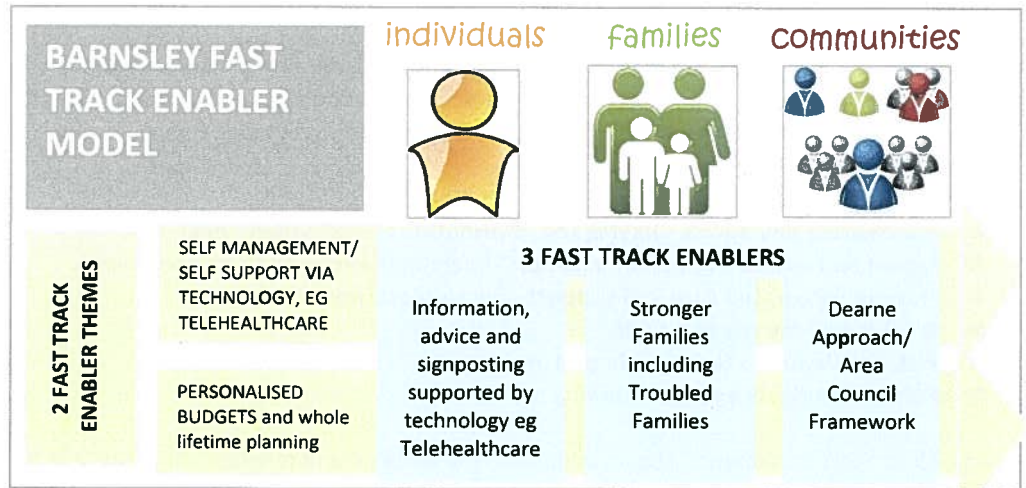 BARNSLEY FAST
TRACK ENABLER
MODEL
individuals
families
communities
2 FAST TRACK
ENABLER THEMES
SELF MANAGEMENT/
SELF SUPPORT VIA
TECHNOLOGY, EG
TELEHEALTHCARE
PERSONALISED
BUDGETS and whole
lifetime planning
3 FAST TRACK ENABLERS
Information,
advice and
signposting
supported by
technology eg
Telehealthcare
Stronger
Families
including
Troubled
Families
Dearne
Approach/
Area
Council
Framework